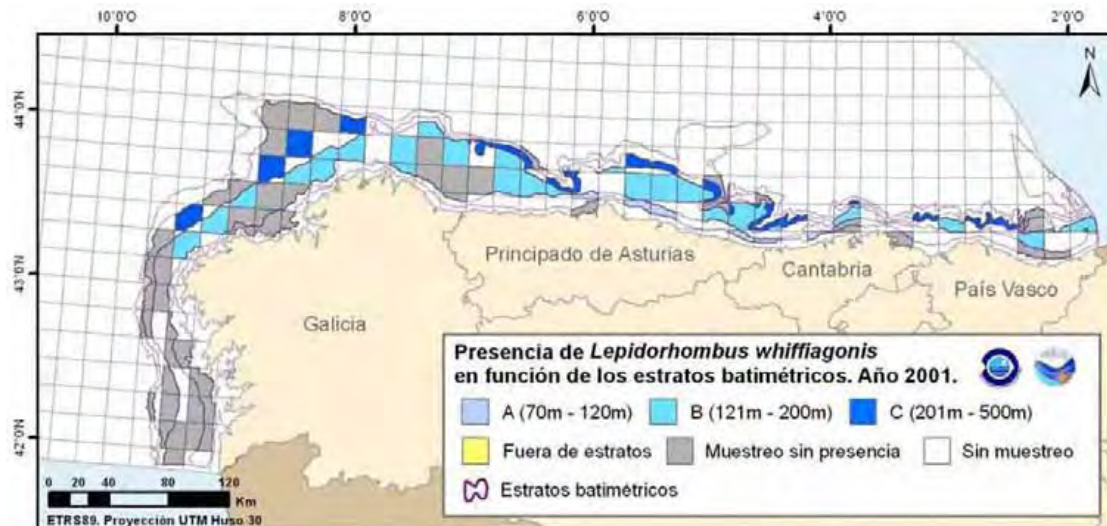 10°0'O 8°0'O 6°0'O 4°0'O 2°0'O
44°0'N
43°0'N
42°0'N
N
Principado de Asturias
Cantabria
País Vasco
Galicia
Presencia de Lepidorhombus whiffiagonis
en función de los estratos batimétricos. Año 2001.
A (70m - 120m) B (121m - 200m) C (201m - 500m)
Fuera de estratos Muestreo sin presencia Sin muestreo
Estratos batimétricos
0 20 40 80 120
Km
ETRS89. Proyección UTM Huso 30